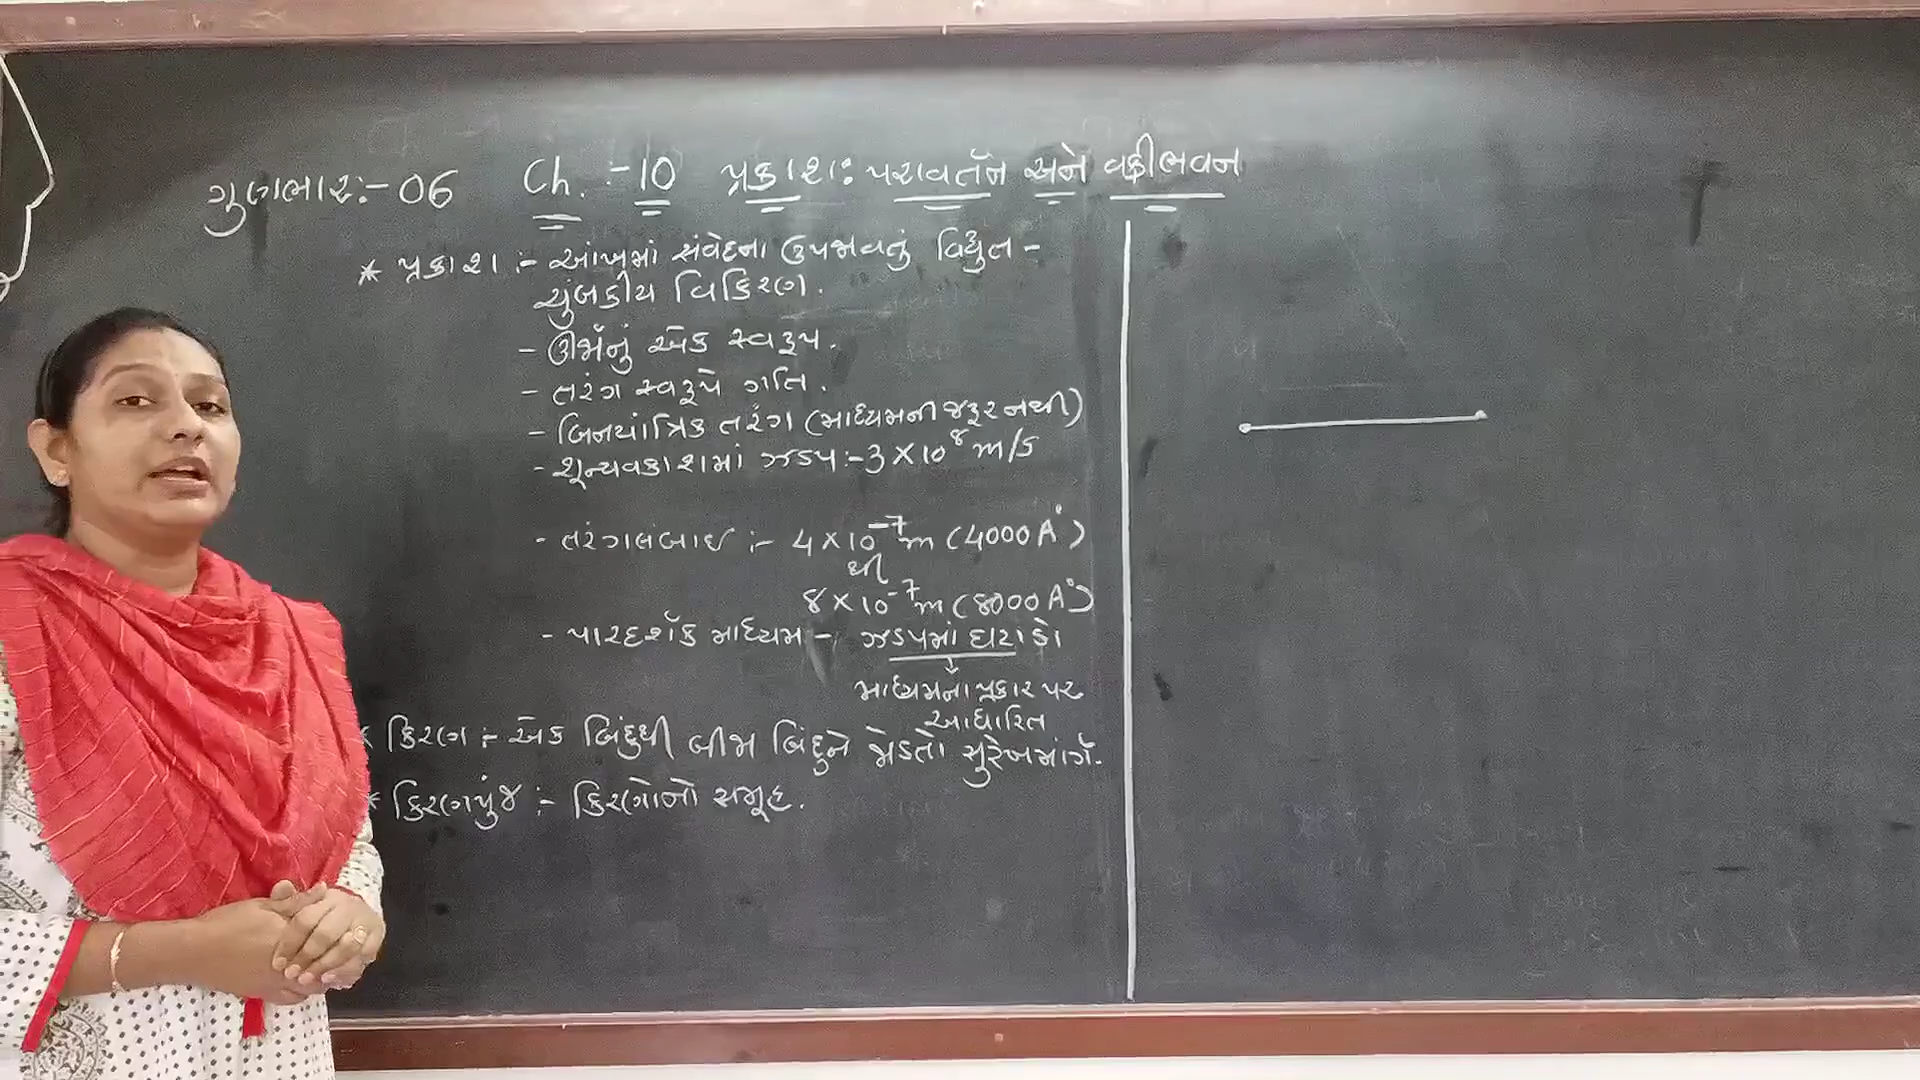 ગુણભારઃ-06 Ch. :-10 પ્રકાશ: પરાવર્તન અને વક્રીભવન
* પ્રકાશ :- આંખમાં સંવેદના ઉપજાવતું વિદ્યુત -
ચુંબકીય વિકિરણ.
- ઊર્જાનું એક સ્વરૂપ.
- તરંગ સ્વરૂપે ગતિ.
- બિનયાંત્રિક તરંગ (માધ્યમની જરૂર નથી)
- શૂન્યવકાશમાં ઝડપ:- 3 X 10⁸ m/s
- તરંગલંબાઈ :- 4 X 10⁻⁷ m (4000 A°)
થી
8 X 10⁻⁷ m (8000 A°)
- પારદર્શક માધ્યમ - ઝડપમાં ઘટાડો
↓
માધ્યમના પ્રકાર પર
આધારિત
* કિરણ :- એક બિંદુથી બીજા બિંદુને જોડતો સુરેખમાર્ગ.
* કિરણપુંજ :- કિરણોનો સમૂહ.